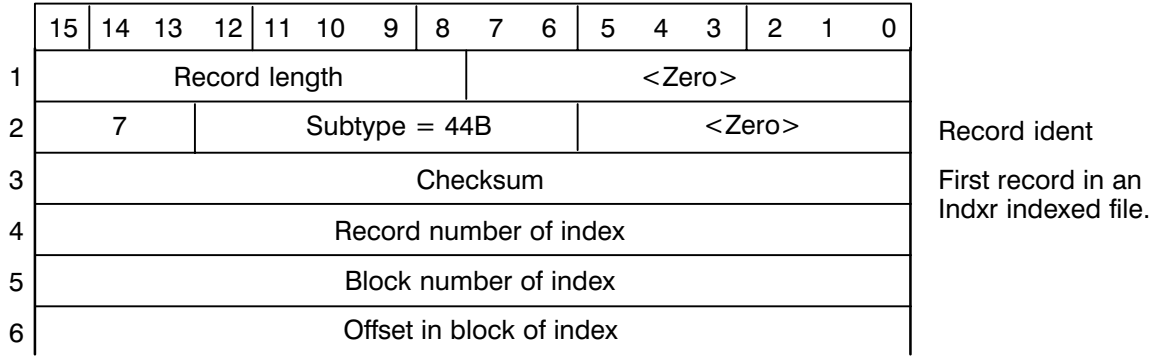 15 14 13 12 11 10 9 8 7 6 5 4 3 2 1 0
1 Record length <Zero>
2 7 Subtype = 44B <Zero> Record ident
3 Checksum First record in an
Indxr indexed file.
4 Record number of index
5 Block number of index
6 Offset in block of index